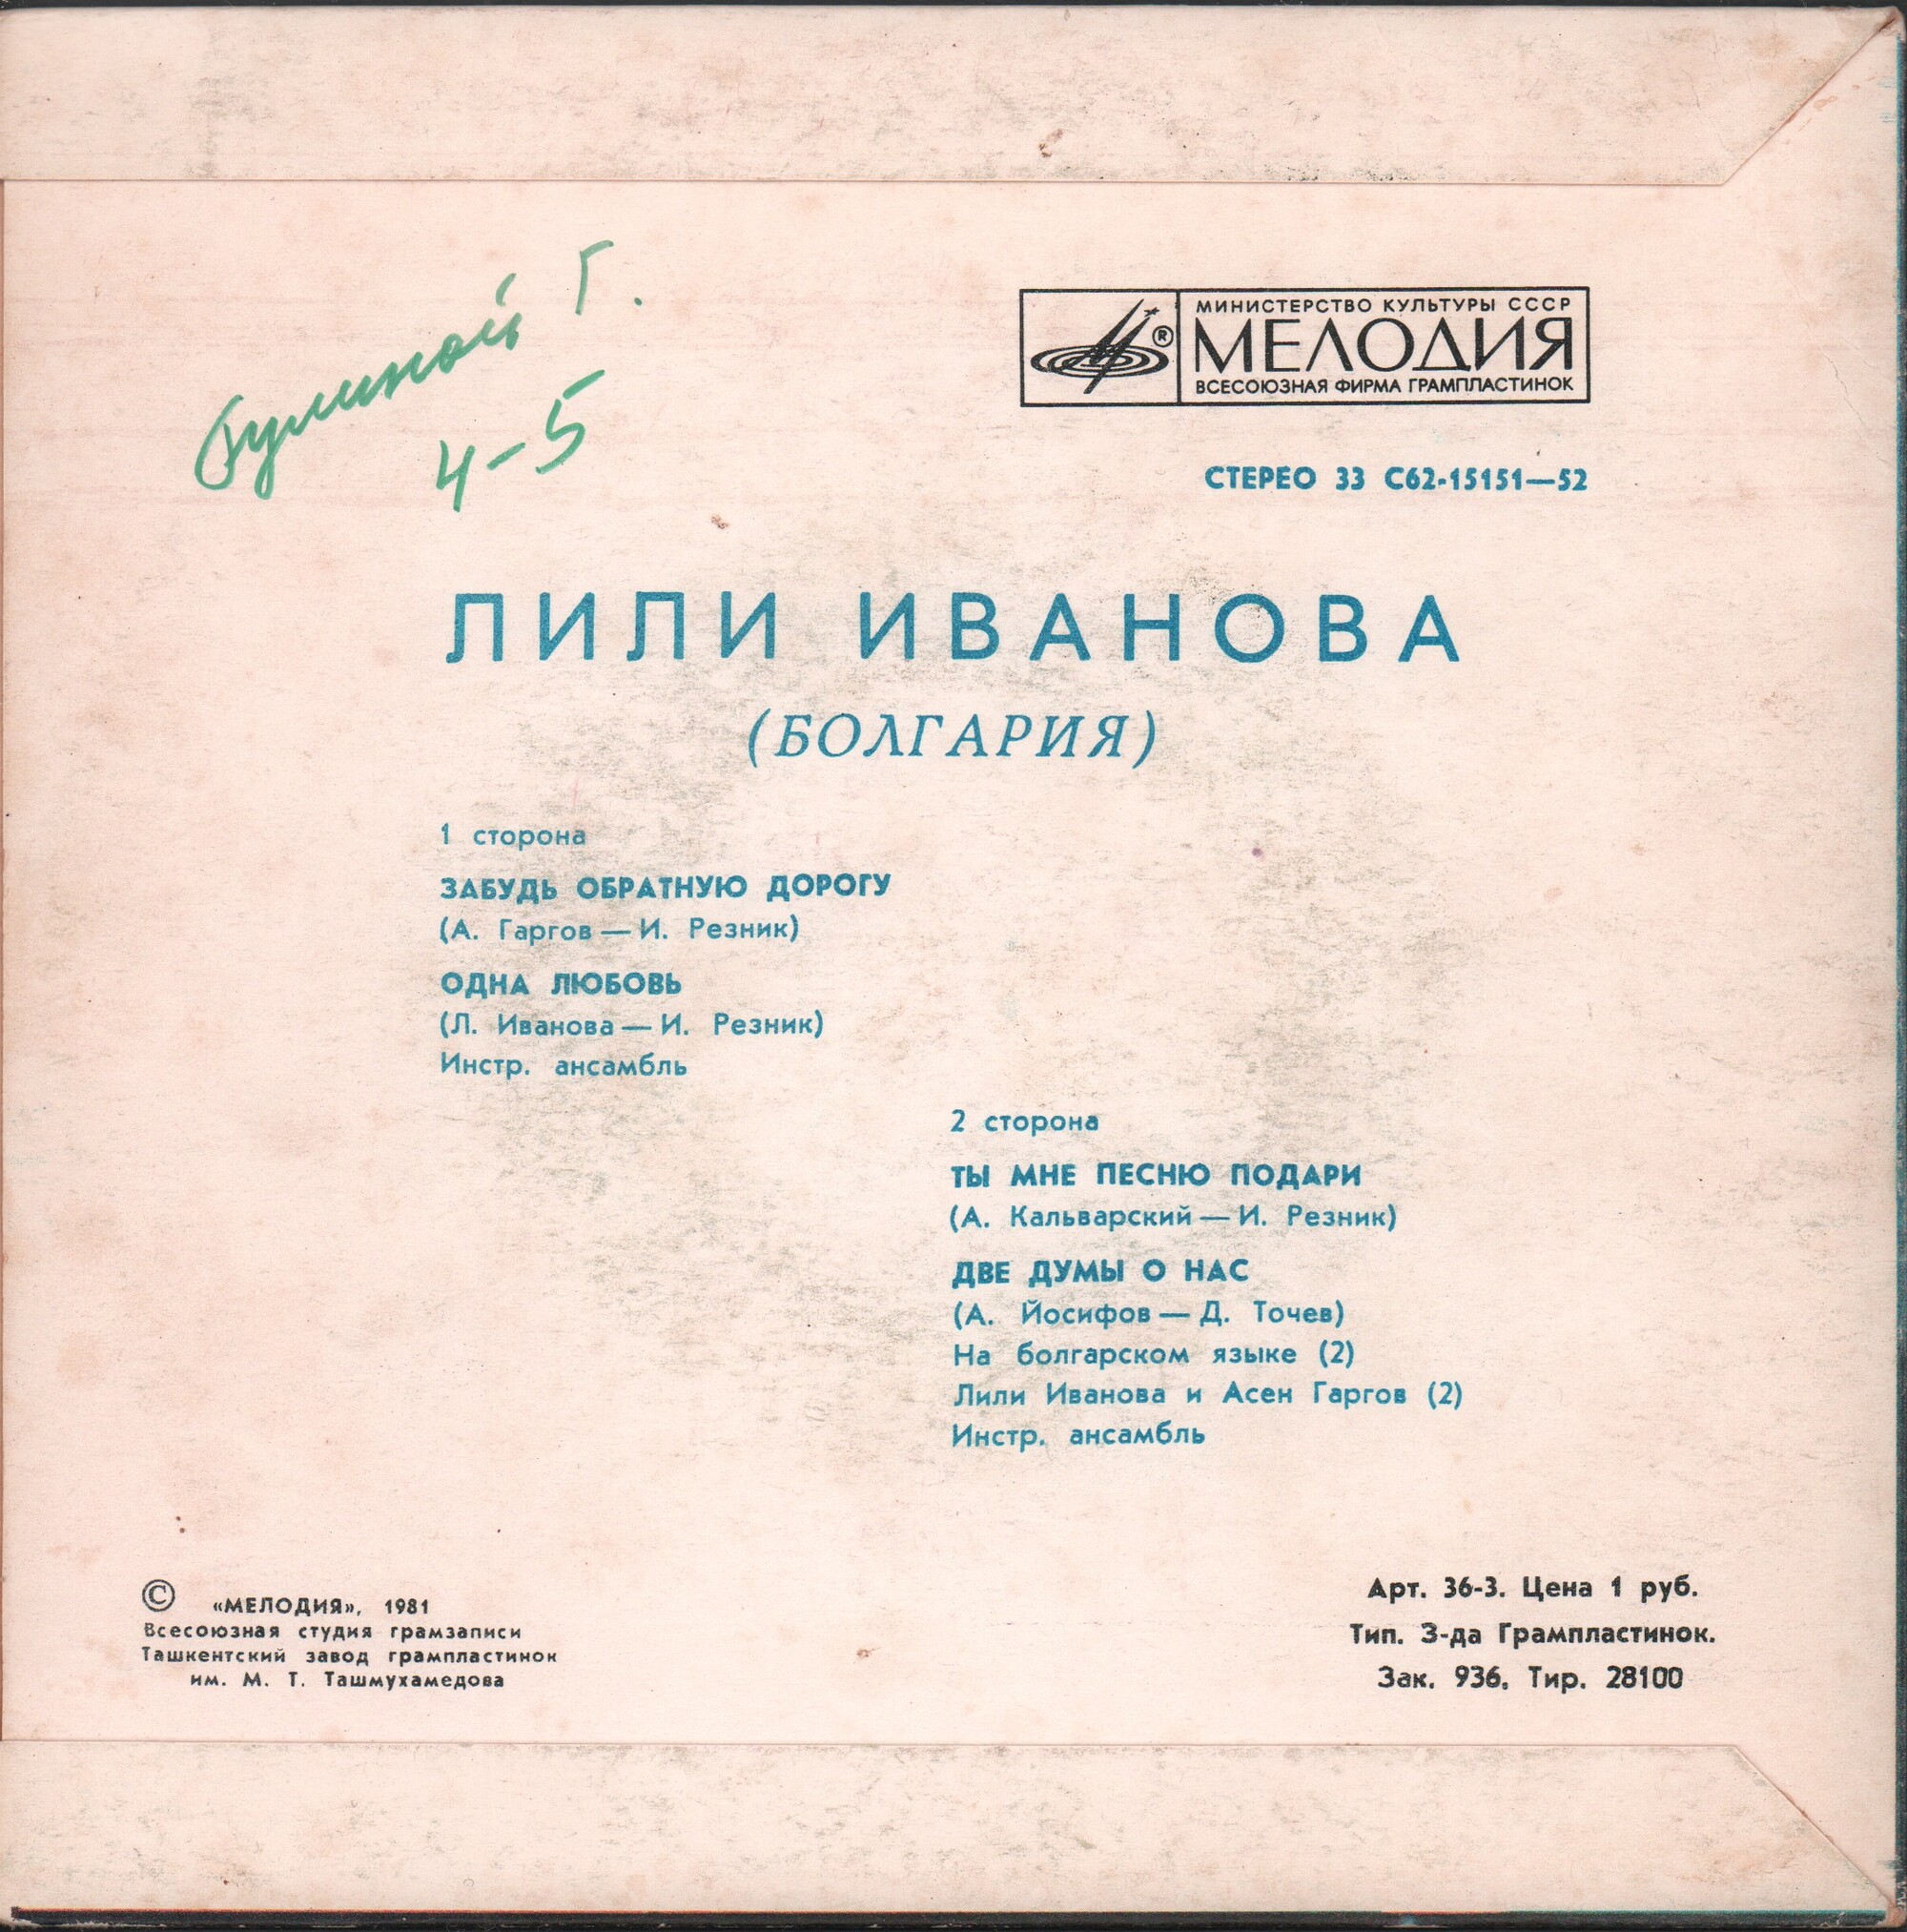 Г.
4-5
МИНИСТЕРСТВО КУЛЬТУРЫ СССР
МЕЛОДИЯ
ВСЕСОЮЗНАЯ ФИРМА ГРАМПЛАСТИНОК
®
СТЕРЕО 33 С62-15151—52
ЛИЛИ ИВАНОВА
(БОЛГАРИЯ)
1 сторона
ЗАБУДЬ ОБРАТНУЮ ДОРОГУ
(А. Гаргов — И. Резник)
ОДНА ЛЮБОВЬ
(Л. Иванова — И. Резник)
Инстр. ансамбль
2 сторона
ТЫ МНЕ ПЕСНЮ ПОДАРИ
(А. Кальварский — И. Резник)
ДВЕ ДУМЫ О НАС
(А. Йосифов — Д. Точев)
На болгарском языке (2)
Лили Иванова и Асен Гаргов (2)
Инстр. ансамбль
© «МЕЛОДИЯ», 1981
Всесоюзная студия грамзаписи
Ташкентский завод грампластинок
им. М. Т. Ташмухамедова
Арт. 36-3. Цена 1 руб.
Тип. З-да Грампластинок.
Зак. 936. Тир. 28100